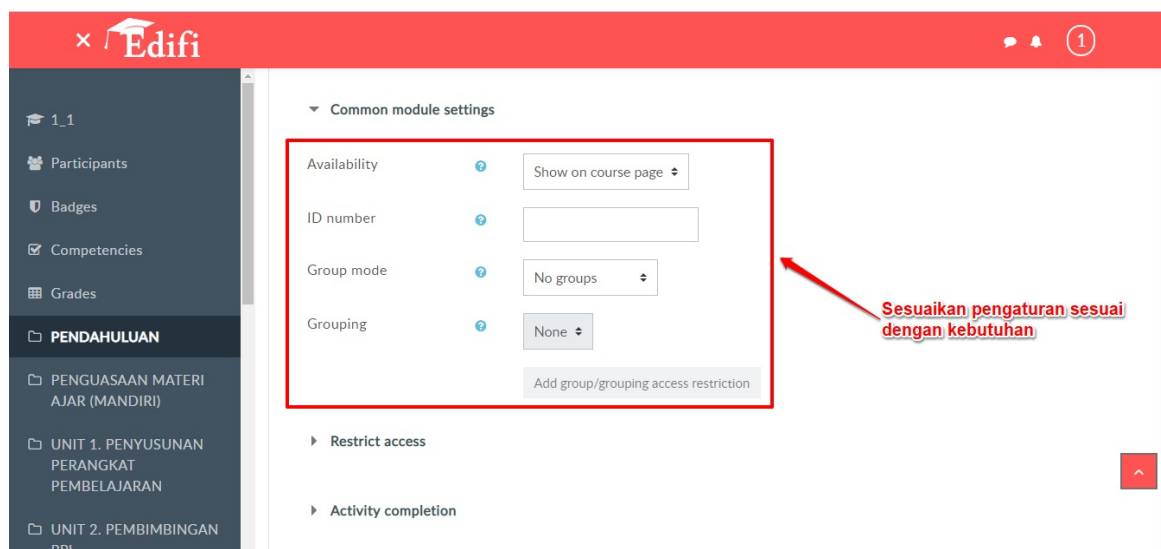 Edifi
1
1_1
Participants
Badges
Competencies
Grades
PENDAHULUAN
PENGUASAAN MATERI
AJAR (MANDIRI)
UNIT 1. PENYUSUNAN
PERANGKAT
PEMBELAJARAN
UNIT 2. PEMBIMBINGAN
Common module settings
Availability
Show on course page
ID number
Group mode
No groups
Grouping
None
Add group/grouping access restriction
Restrict access
Activity completion
Sesuaikan pengaturan sesuai
dengan kebutuhan